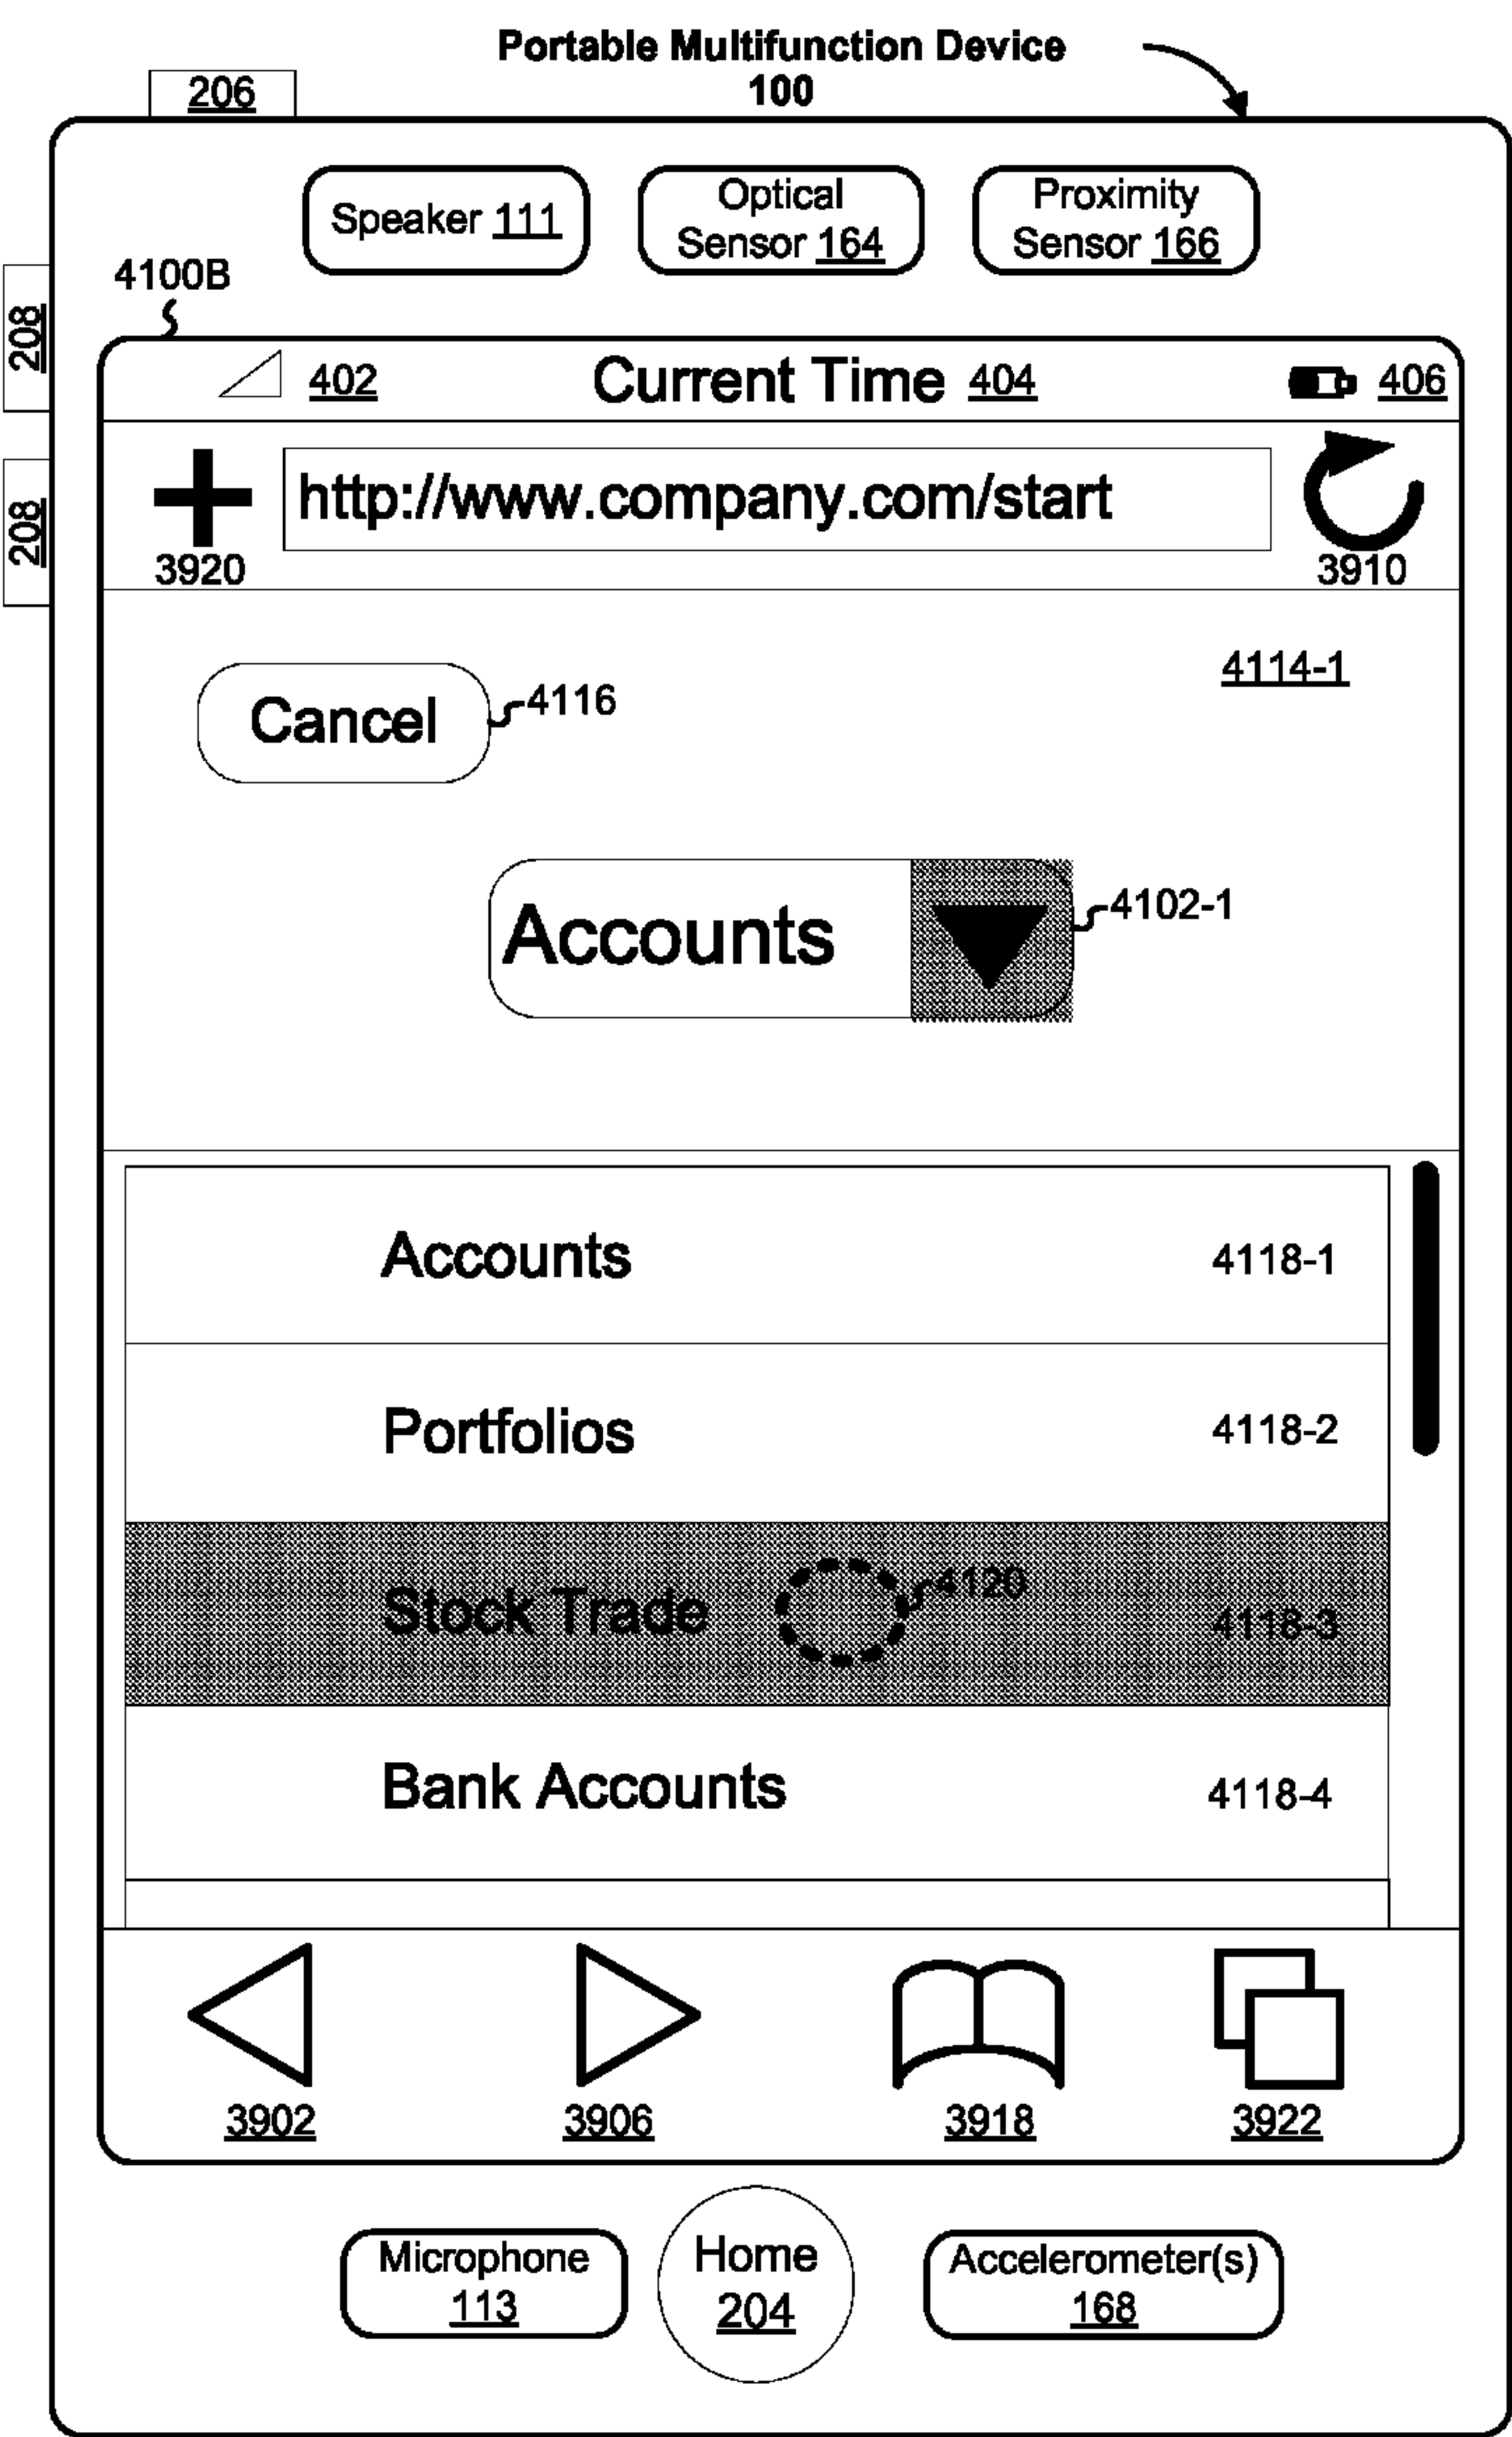 Portable Multifunction Device
100
206
Speaker 111
Optical
Sensor 164
Proximity
Sensor 166
208
208
4100B
402
Current Time 404
406
http://www.company.com/start
3920
3910
4114-1
Cancel
4116
Accounts
4102-1
Accounts
4118-1
Portfolios
4118-2
Stock Trade
4120
4118-3
Bank Accounts
4118-4
3902
3906
3918
3922
Microphone
113
Home
204
Accelerometer(s)
168